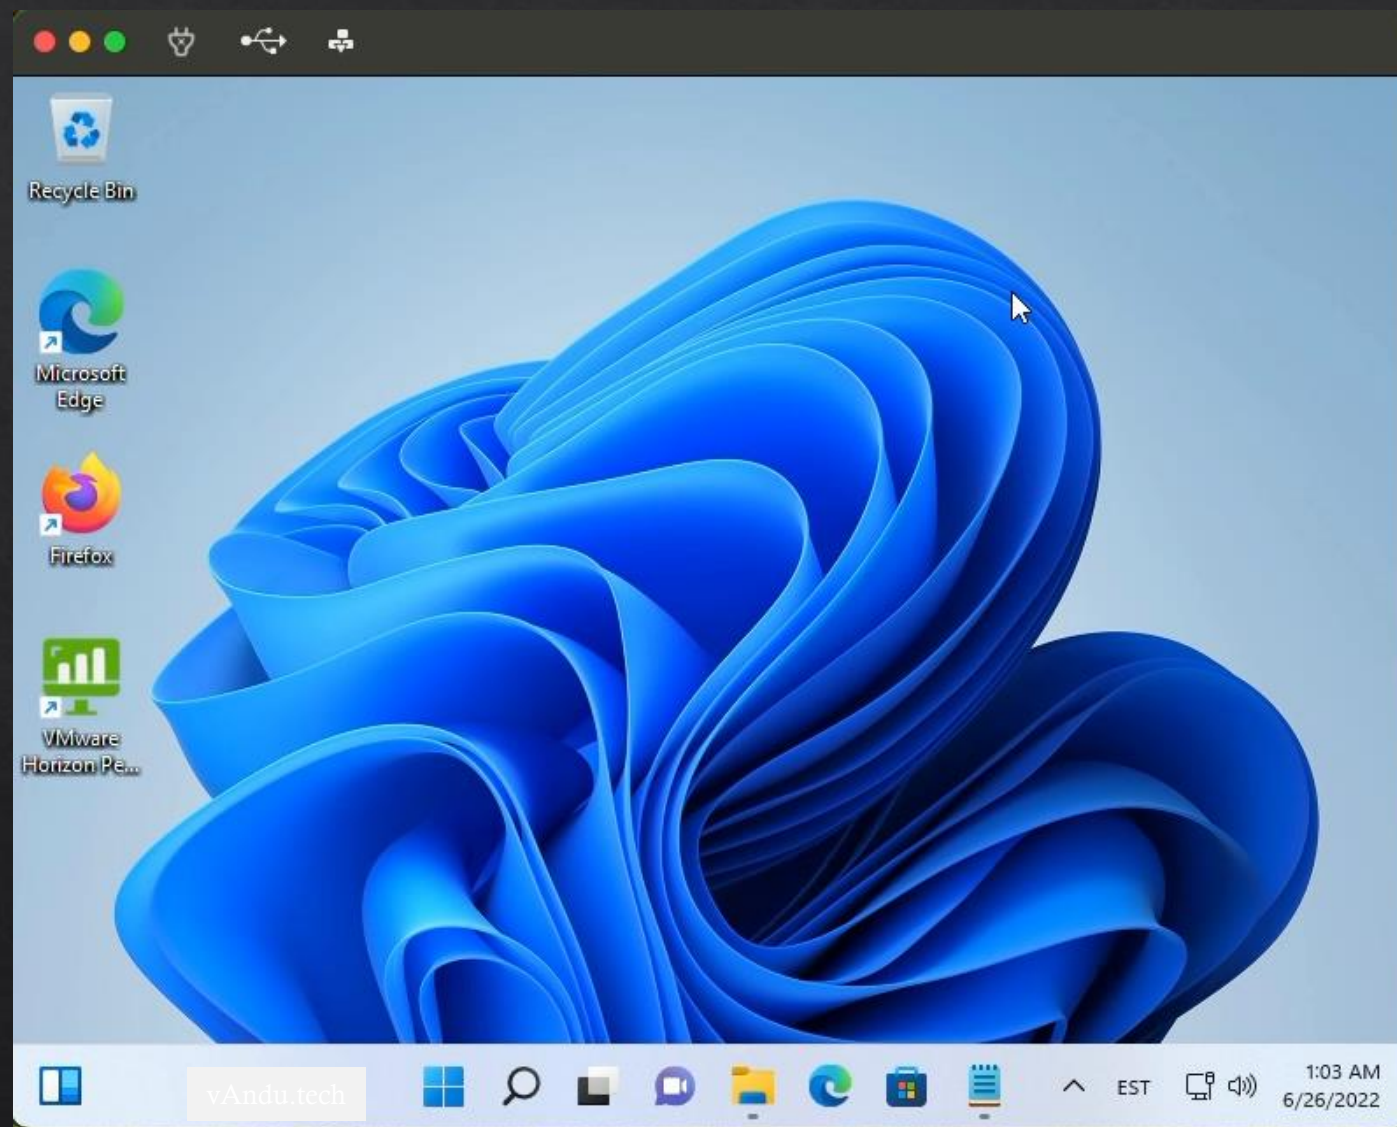 Recycle Bin
Microsoft
Edge
Firefox
VMware
Horizon Pe...
vAndu.tech
EST
1:03 AM
6/26/2022